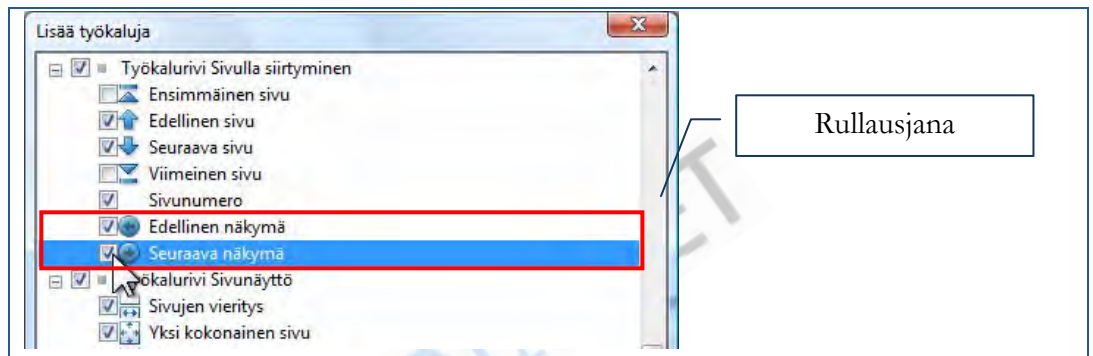 Lisää työkaluja
Työkalurivi Sivulla siirtyminen
Ensimmäinen sivu
Edellinen sivu
Seuraava sivu
Viimeinen sivu
Sivunumero
Edellinen näkymä
Seuraava näkymä
Työkalurivi Sivunäyttö
Sivujen vieritys
Yksi kokonainen sivu
Rullausjana